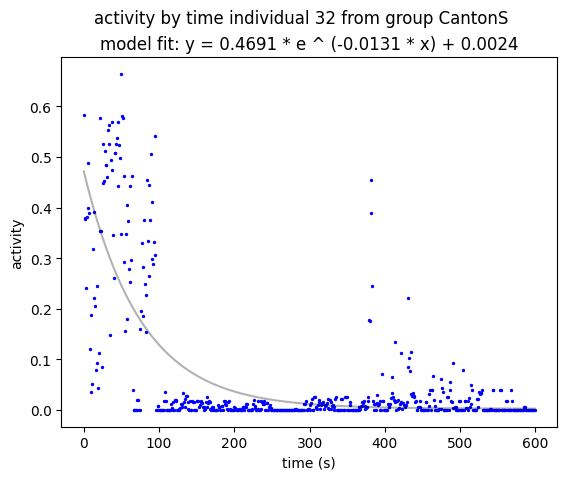 activity by time individual 32 from group CantonS
model fit: y = 0.4691 * e ^ (-0.0131 * x) + 0.0024
0.6
0.5
0.4
0.3
0.2
0.1
0.0
activity
0 100 200 300 400 500 600
time (s)